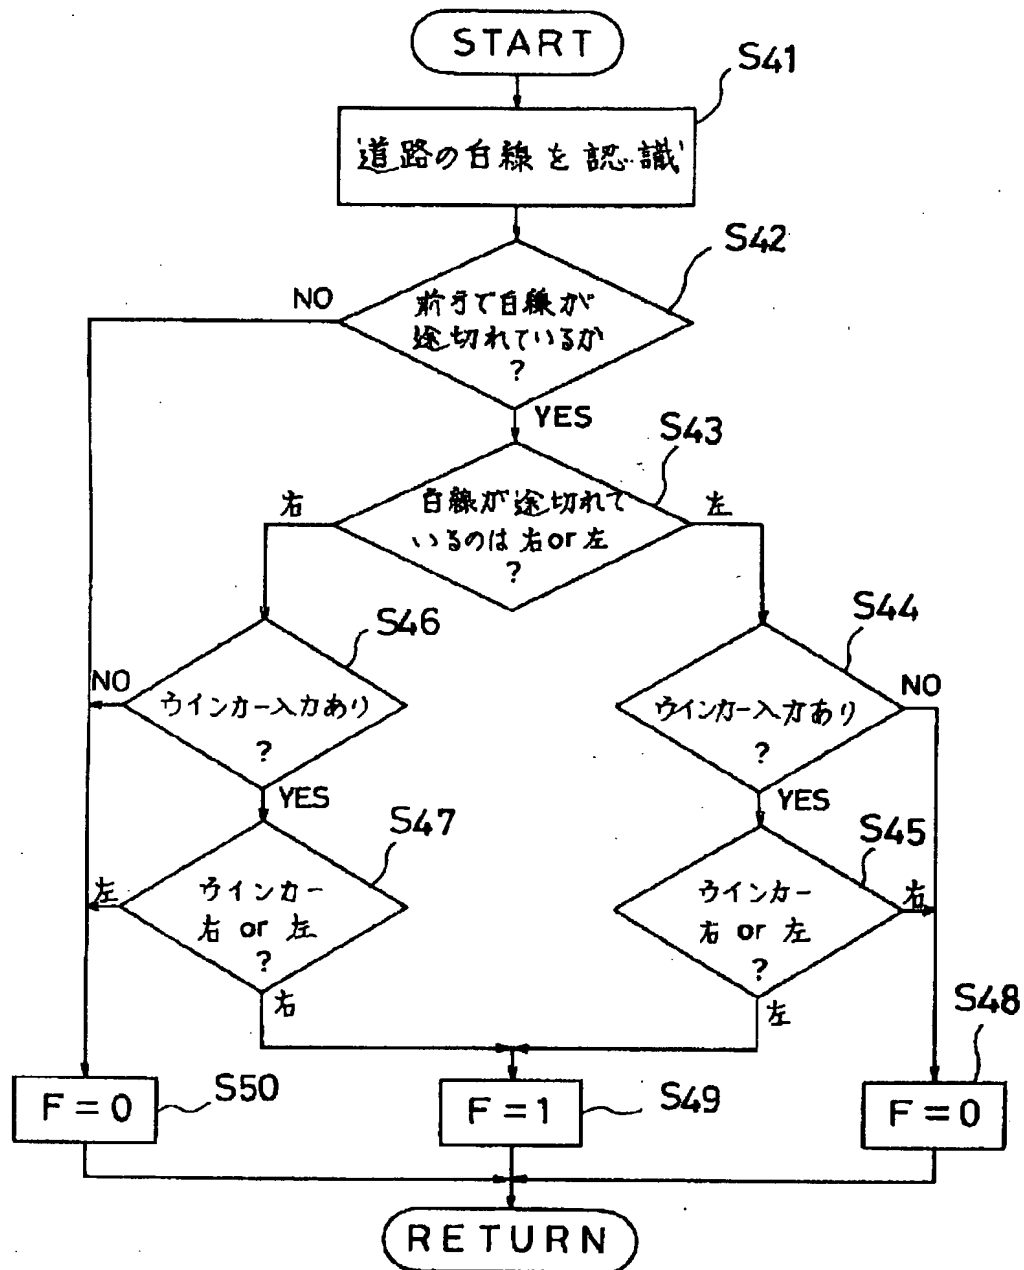 START
S41
道路の白線を認識
S42
NO
前方で白線が
途切れているか
?
YES
S43
右
白線が途切れて
いるのは右or左
?
左
S46
S44
NO
ウインカー入力あり
?
ウインカー入力あり
?
NO
YES
YES
S47
S45
左
ウインカー
右 or 左
?
ウインカー
右 or 左
?
右
右
左
S48
S50
F=0
F=1
S49
F=0
RETURN